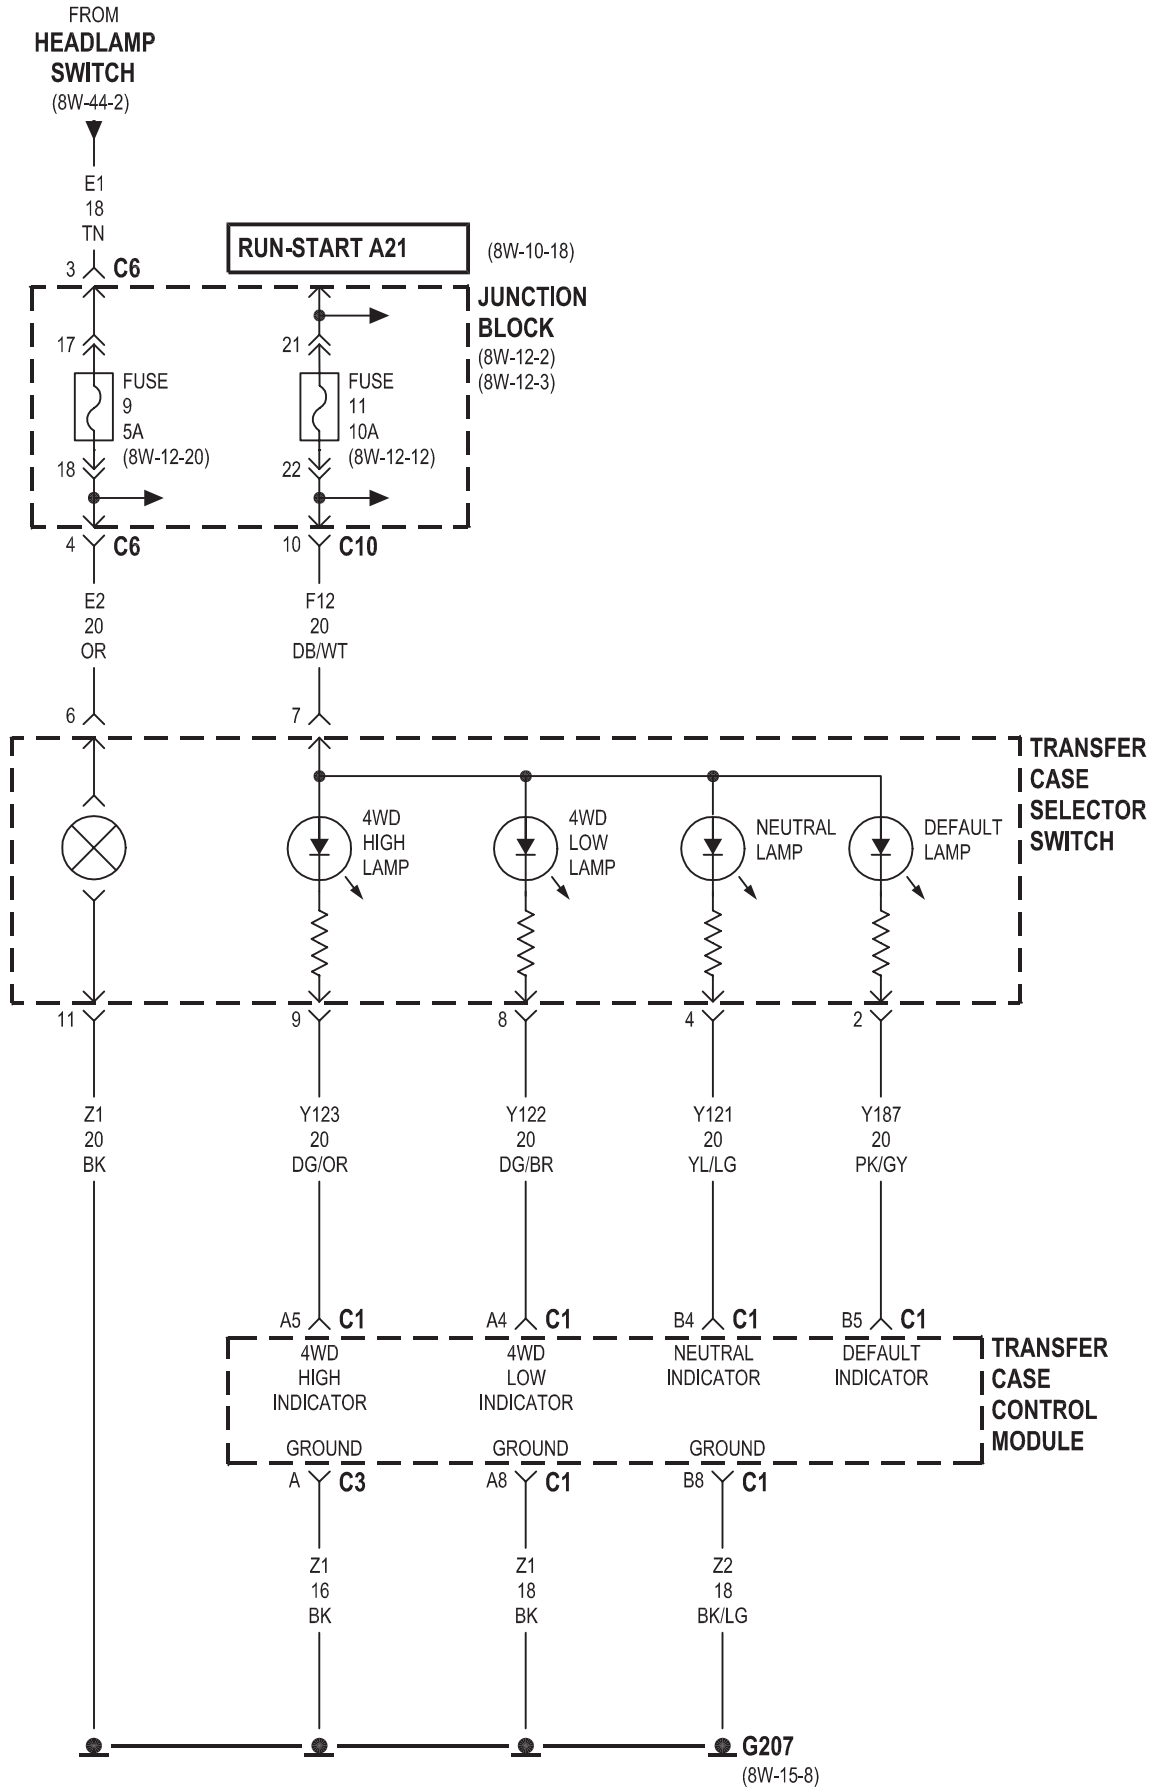 FROM
HEADLAMP
SWITCH
(8W-44-2)
E1
18
TN
3 C6
RUN-START A21 (8W-10-18)
JUNCTION
BLOCK
(8W-12-2)
(8W-12-3)
17
FUSE
9
5A
(8W-12-20)
18
21
FUSE
11
10A
(8W-12-12)
22
4 C6
10 C10
E2
20
OR
F12
20
DB/WT
6
7
TRANSFER
CASE
SELECTOR
SWITCH
4WD
HIGH
LAMP
4WD
LOW
LAMP
NEUTRAL
LAMP
DEFAULT
LAMP
11
9
8
4
2
Z1
20
BK
Y123
20
DG/OR
Y122
20
DG/BR
Y121
20
YL/LG
Y187
20
PK/GY
A5 C1
A4 C1
B4 C1
B5 C1
4WD
HIGH
INDICATOR
4WD
LOW
INDICATOR
NEUTRAL
INDICATOR
DEFAULT
INDICATOR
TRANSFER
CASE
CONTROL
MODULE
GROUND
GROUND
GROUND
A C3
A8 C1
B8 C1
Z1
16
BK
Z1
18
BK
Z2
18
BK/LG
G207
(8W-15-8)